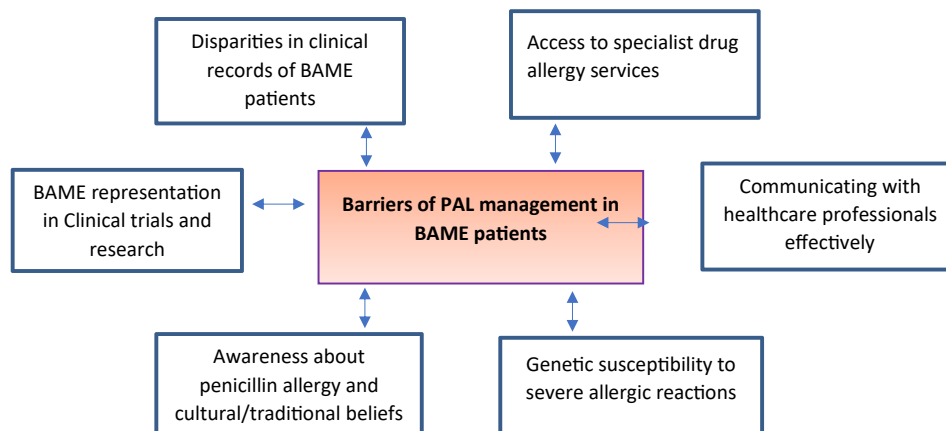 Disparities in clinical
records of BAME
patients
Access to specialist drug
allergy services
BAME representation
in Clinical trials and
research
Barriers of PAL management in
BAME patients
Communicating with
healthcare professionals
effectively
Awareness about
penicillin allergy and
cultural/traditional beliefs
Genetic susceptibility to
severe allergic reactions